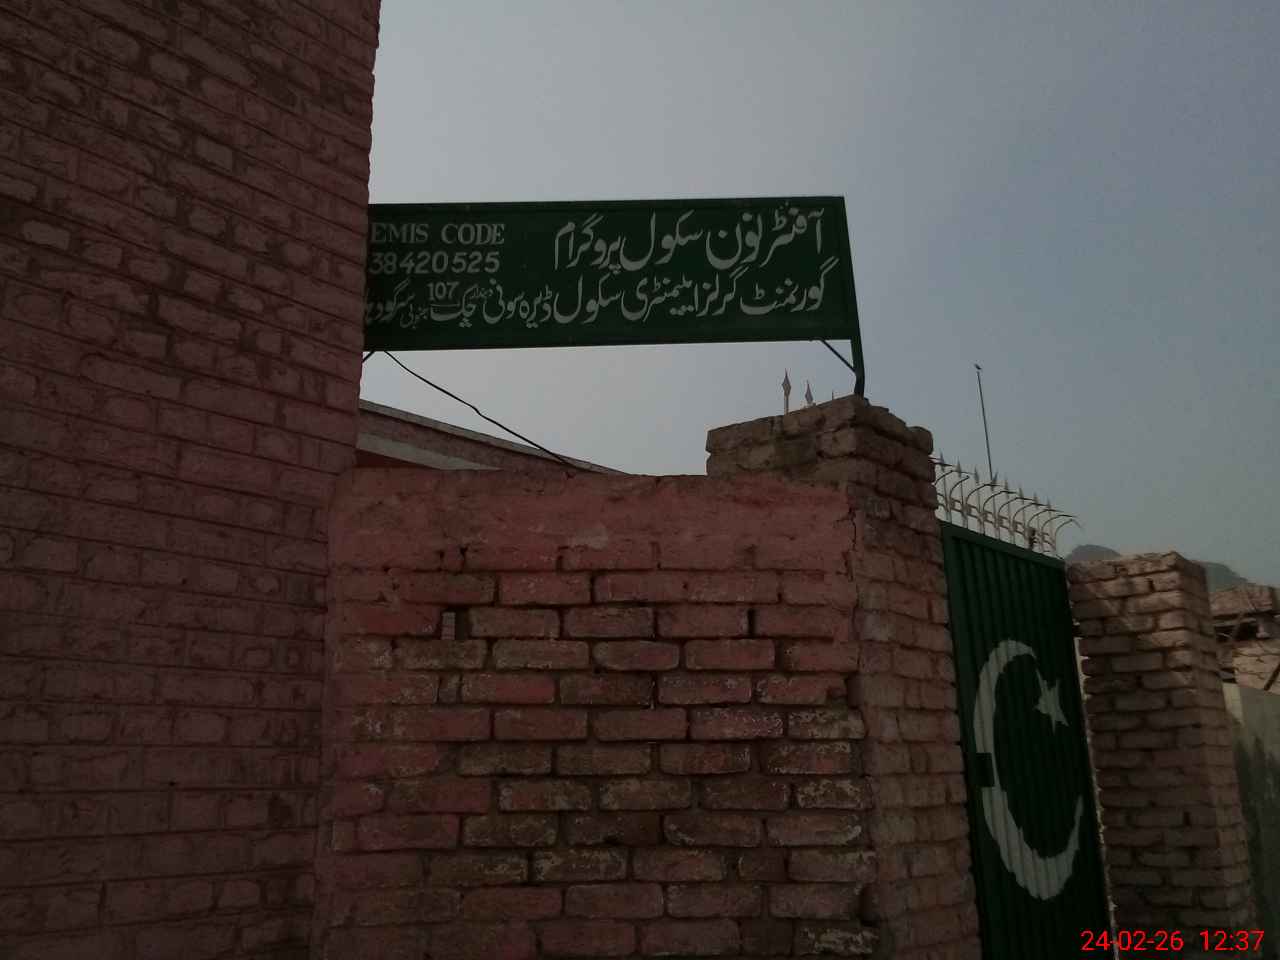 آفٹر نون سکول پروگرام
EMIS CODE
38420525
گورنمنٹ گرلز ایلیمنٹری سکول ڈیرہ سونی چک 107 جنوبی
24-02-26 12:37